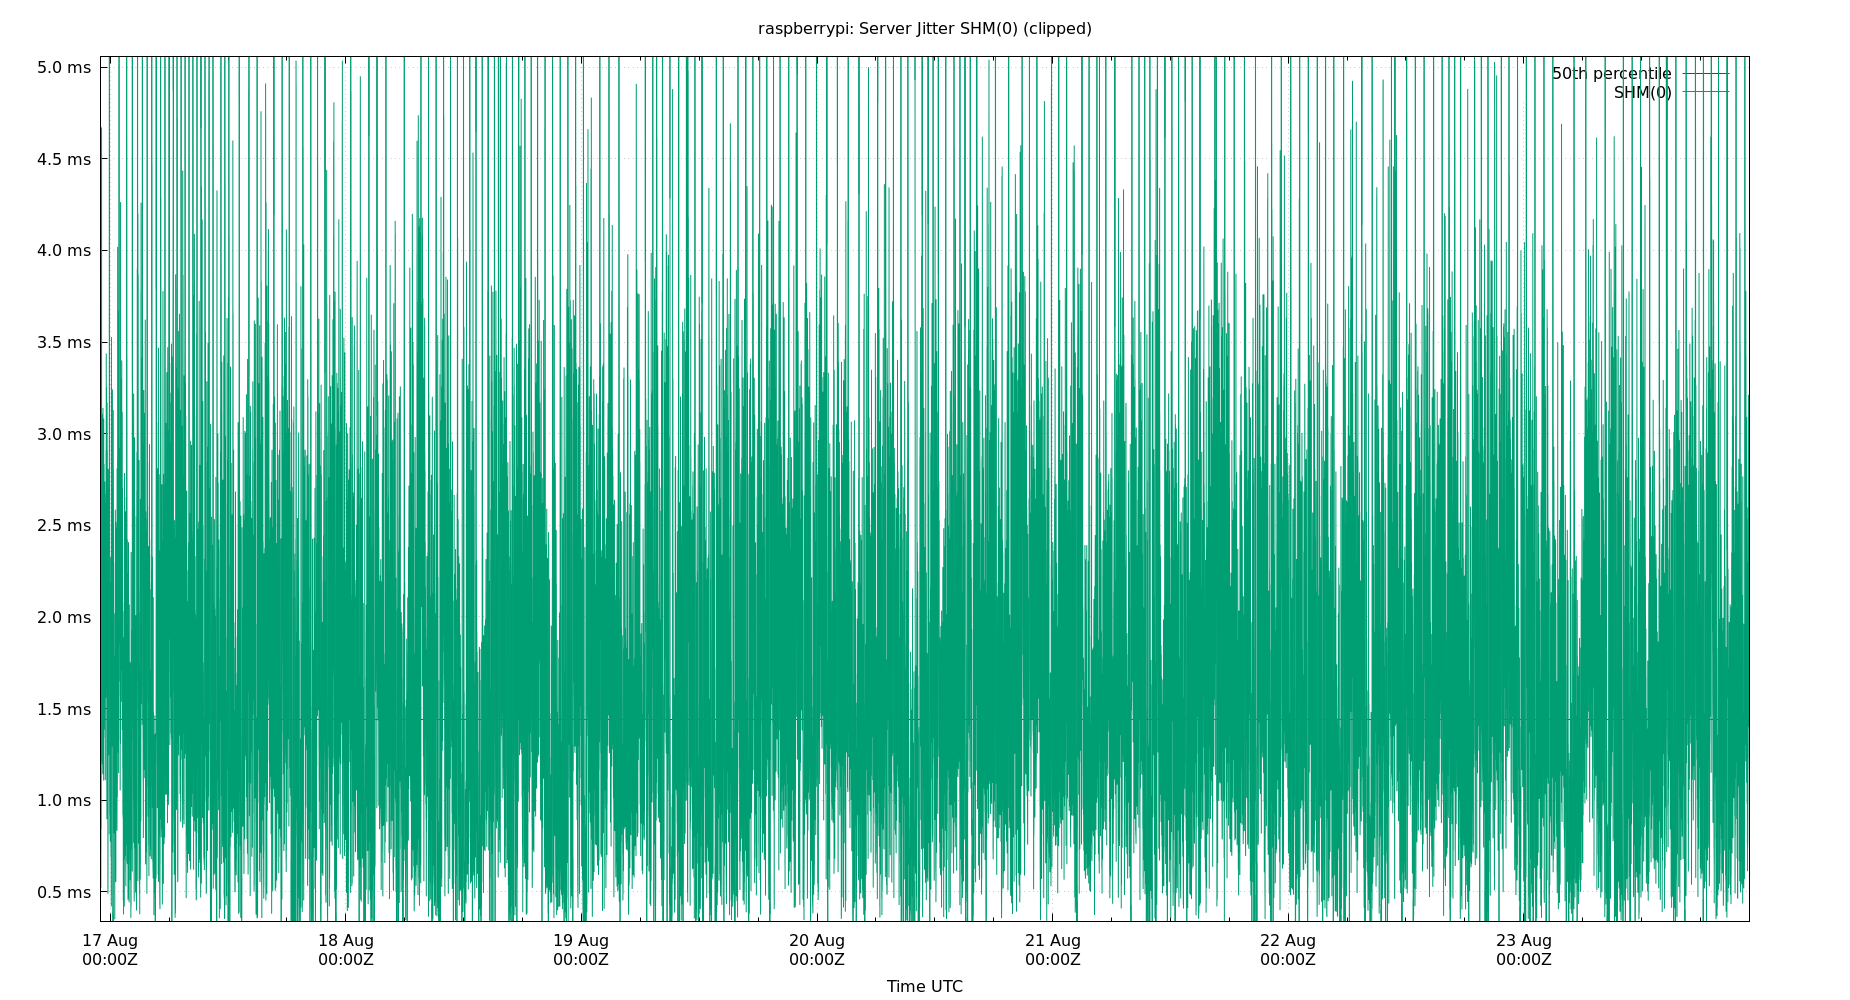 raspberrypi: Server Jitter SHM(0) (clipped)
5.0 ms
50th percentile
SHM(0)
4.5 ms
4.0 ms
3.5 ms
3.0 ms
2.5 ms
2.0 ms
1.5 ms
1.0 ms
0.5 ms
17 Aug 18 Aug 19 Aug 20 Aug 21 Aug 22 Aug 23 Aug
00:00Z 00:00Z 00:00Z 00:00Z 00:00Z 00:00Z 00:00Z
Time UTC